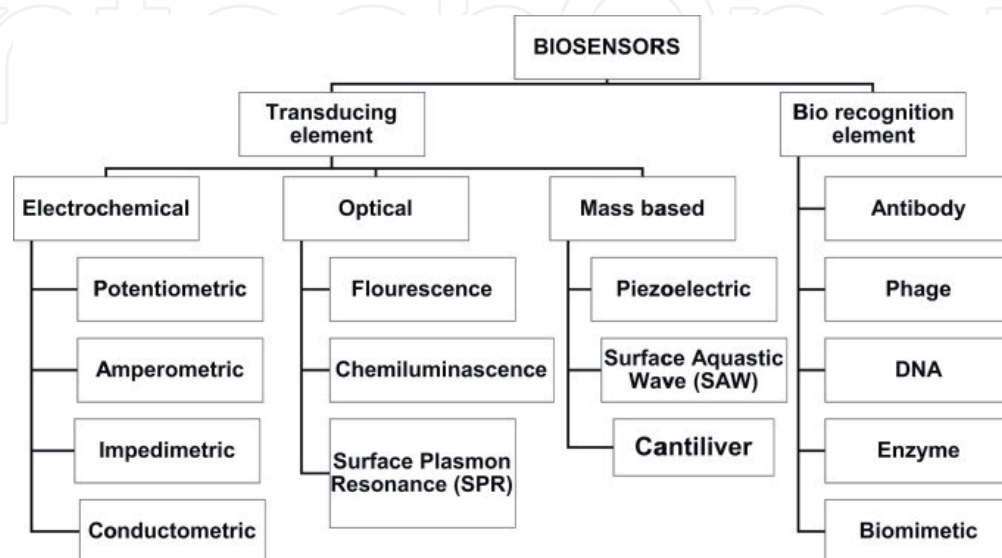 BIOSENSORS
Transducing
element
Bio recognition
element
Electrochemical
Optical
Mass based
Antibody
Potentiometric
Flourescence
Piezoelectric
Phage
Amperometric
Chemiluminascence
Surface Aquastic
Wave (SAW)
DNA
Impedimetric
Surface Plasmon
Resonance (SPR)
Cantiliver
Enzyme
Conductometric
Biomimetic